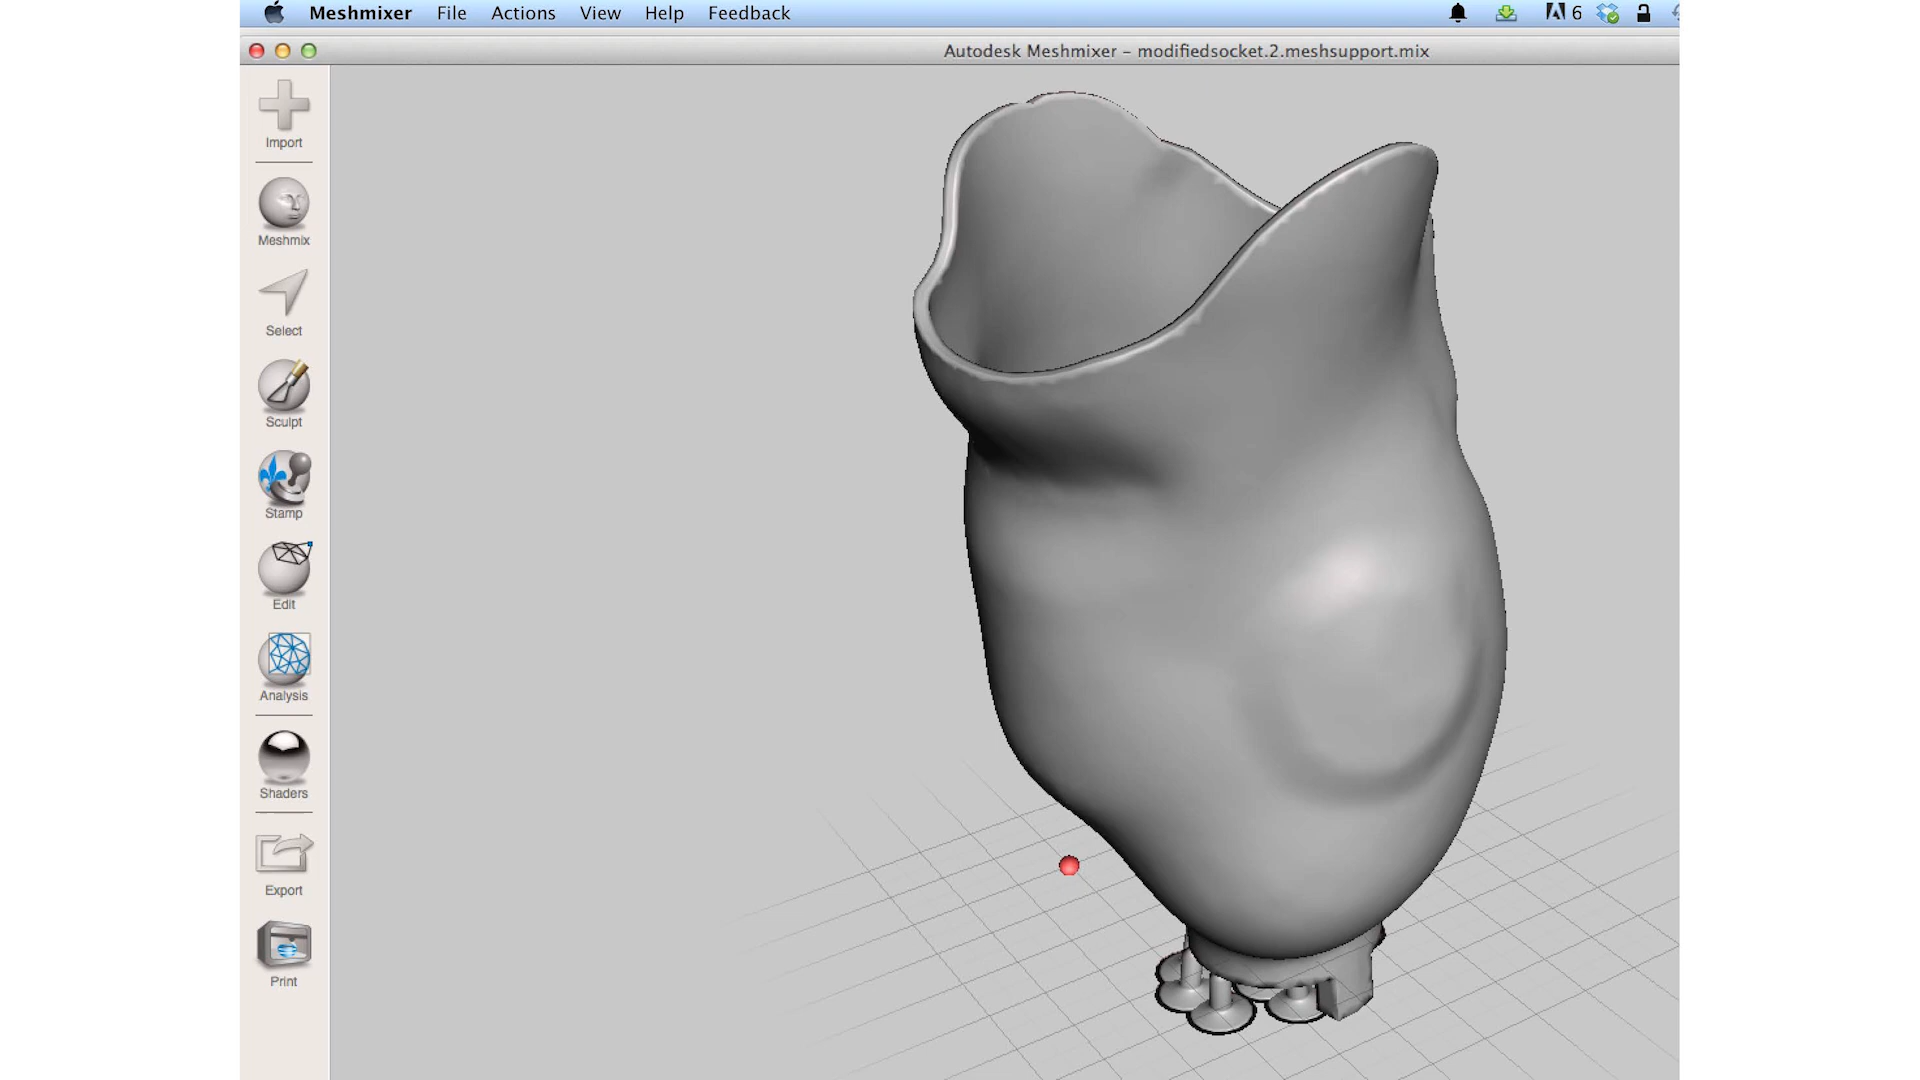 Meshmixer File Actions View Help Feedback 6
Autodesk Meshmixer – modifiedsocket.2.meshsupport.mix
Import
Meshmix
Select
Sculpt
Stamp
Edit
Analysis
Shaders
Export
Print